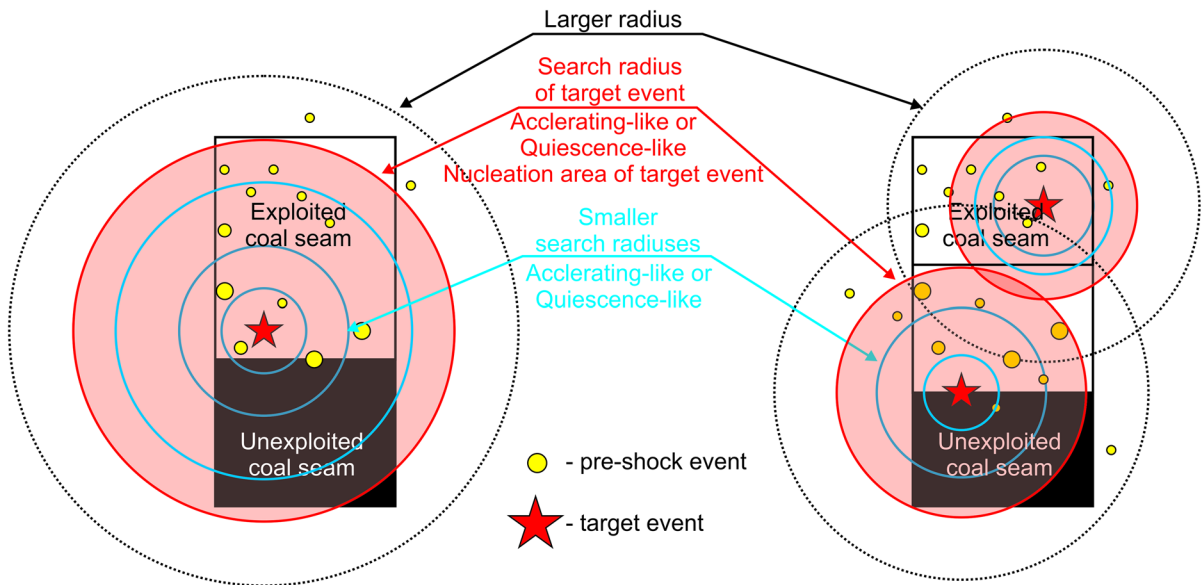 Larger radius
Search radius
of target event
Acclerating-like or
Quiescence-like
Nucleation area of target event
Smaller
search radiuses
Acclerating-like or
Quiescence-like
Exploited
coal seam
Unexploited
coal seam
Exploited
coal seam
Unexploited
coal seam
- pre-shock event
- target event